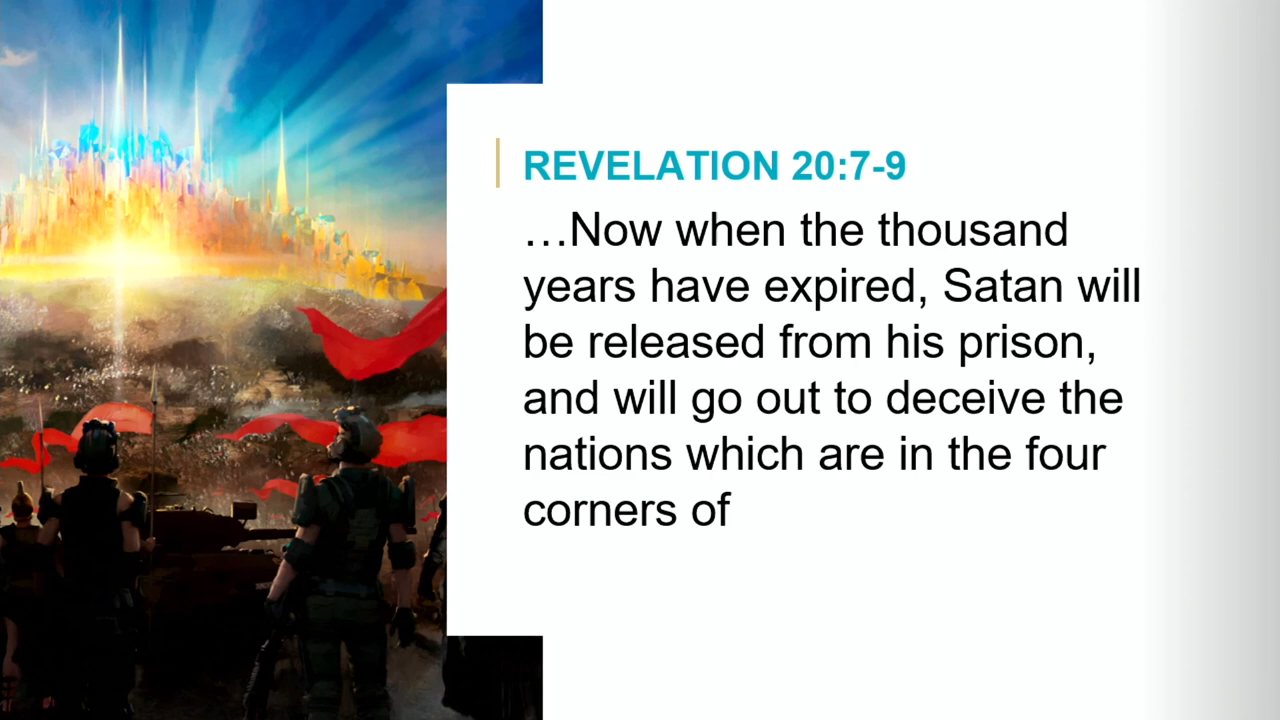 REVELATION 20:7-9
…Now when the thousand
years have expired, Satan will
be released from his prison,
and will go out to deceive the
nations which are in the four
corners of